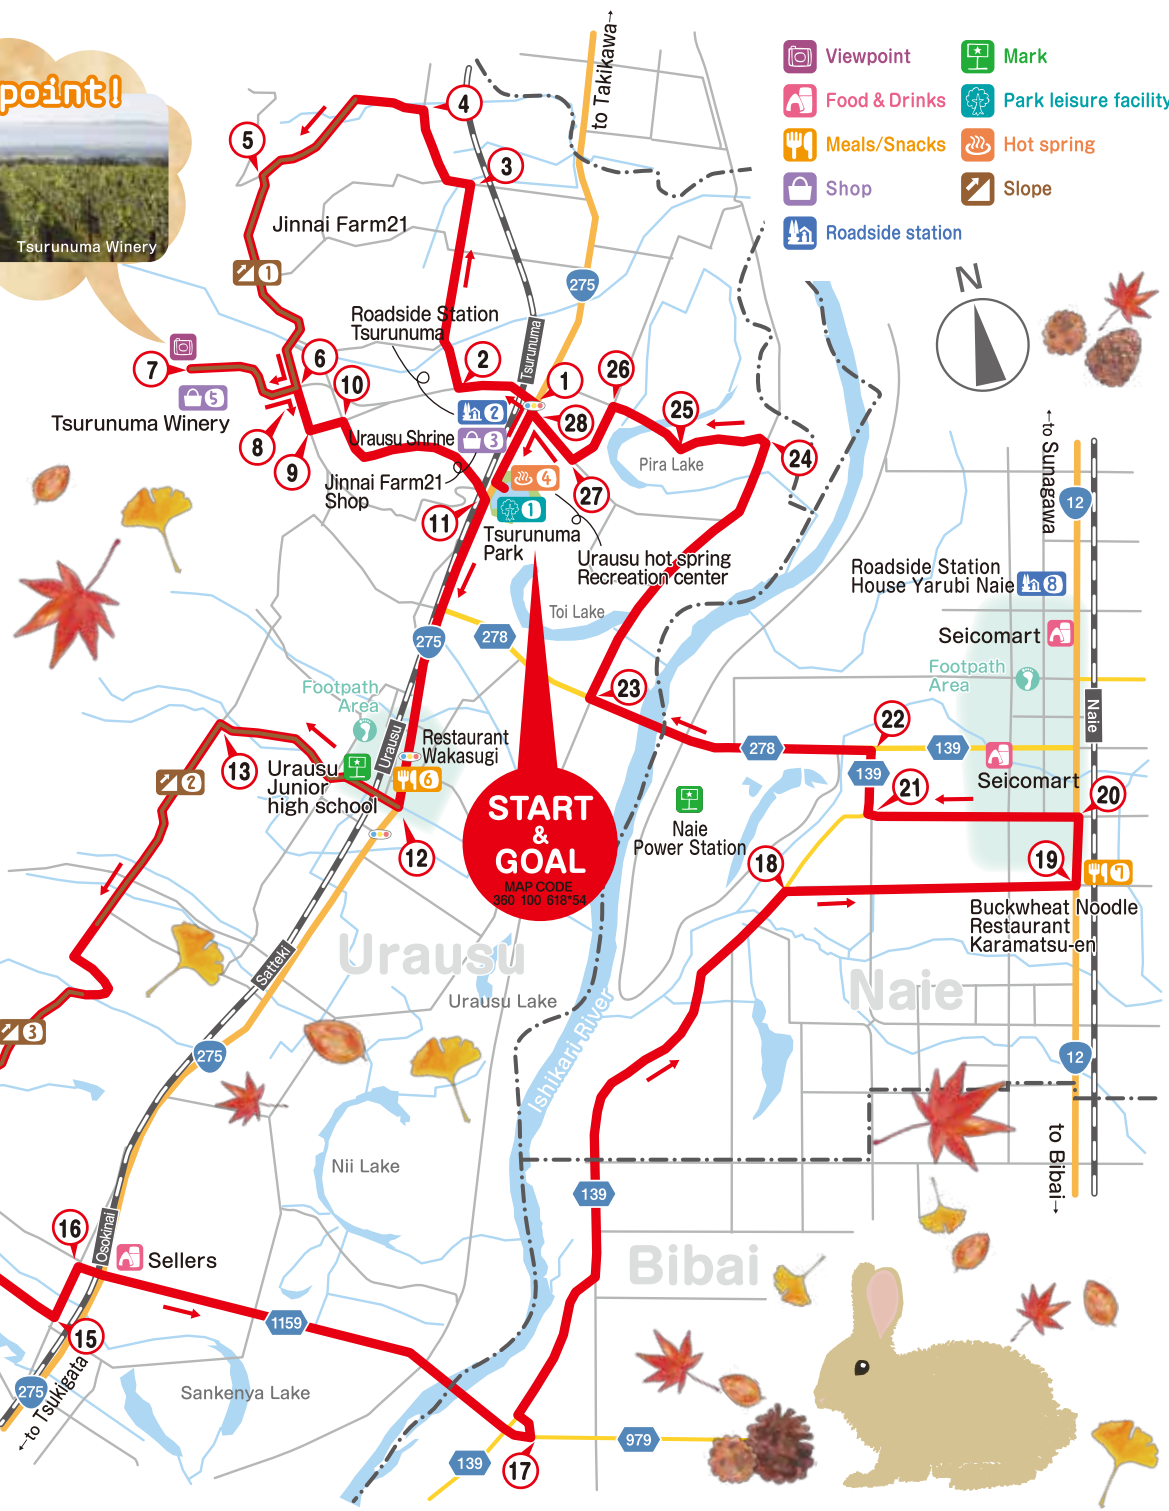 point!
Tsurunuma Winery
←to Takikawa
Viewpoint
Mark
Food & Drinks
Park leisure facility
Meals/Snacks
Hot spring
Shop
Slope
Roadside station
N
4
5
3
Jinnai Farm21
1
275
Roadside Station
Tsurunuma
Tsurunuma
6
7
2
26
1
10
5
Tsurunuma Winery
2
28
25
Urausu Shrine
3
8
24
Pira Lake
9
Jinnai Farm21
Shop
4
27
1
11
Tsurunuma
Park
Urausu hot spring
Recreation center
←to Sunagawa
12
Roadside Station
House Yarubi Naie
8
Toi Lake
275
278
Seicomart
Footpath
Area
Footpath
Area
23
Naie
Urausu
Restaurant
Wakasugi
22
278
139
13
Urausu
Junior
high school
2
6
139
Seicomart
21
20
START
&
GOAL
MAP CODE
360 100 618*54
Naie
Power Station
12
18
19
7
Buckwheat Noodle
Restaurant
Karamatsu-en
Urausu
Satteki
Naie
Urausu Lake
3
275
Ishikari River
12
to Bibai→
Nii Lake
139
16
Osokinai
Sellers
Bibai
1159
15
275
←to Tsukigata
Sankenya Lake
979
139
17